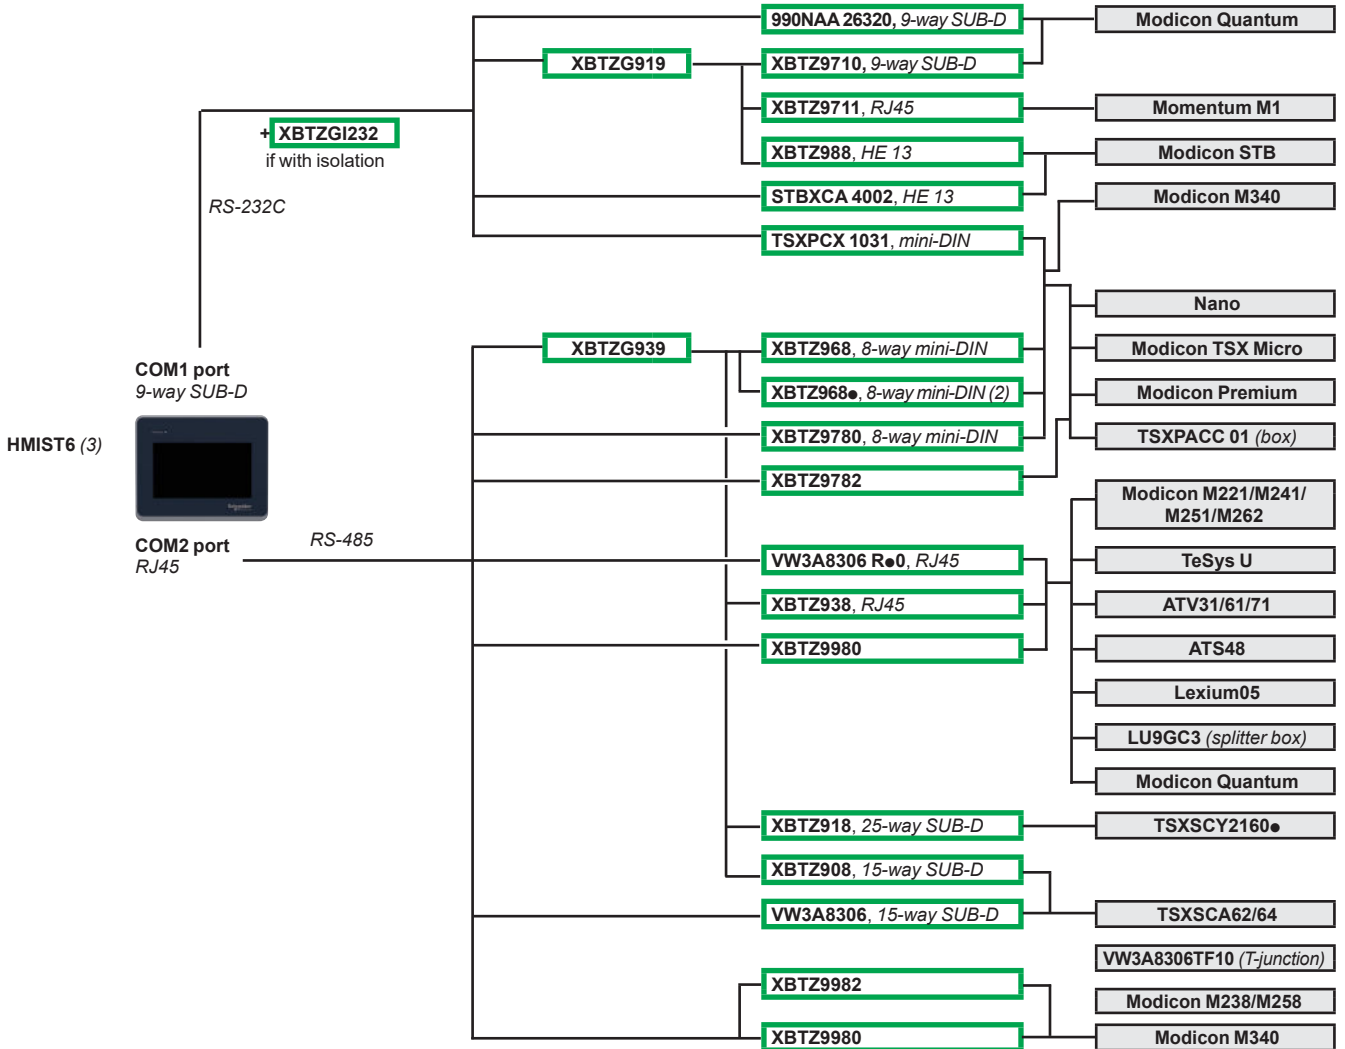 990NAA 26320, 9-way SUB-D
Modicon Quantum
XBTZG919
XBTZ9710, 9-way SUB-D
XBTZ9711, RJ45
Momentum M1
+ XBTZGI232
if with isolation
XBTZ988, HE 13
Modicon STB
STBXCA 4002, HE 13
Modicon M340
RS-232C
TSXPCX 1031, mini-DIN
Nano
XBTZG939
XBTZ968, 8-way mini-DIN
Modicon TSX Micro
COM1 port
9-way SUB-D
XBTZ968●, 8-way mini-DIN (2)
Modicon Premium
HMIST6 (3)
XBTZ9780, 8-way mini-DIN
TSXPACC 01 (box)
XBTZ9782
Modicon M221/M241/
M251/M262
COM2 port
RJ45
RS-485
VW3A8306 R●0, RJ45
TeSys U
XBTZ938, RJ45
ATV31/61/71
XBTZ9980
ATS48
Lexium05
LU9GC3 (splitter box)
Modicon Quantum
XBTZ918, 25-way SUB-D
TSXSCY2160●
XBTZ908, 15-way SUB-D
VW3A8306, 15-way SUB-D
TSXSCA62/64
VW3A8306TF10 (T-junction)
XBTZ9982
Modicon M238/M258
XBTZ9980
Modicon M340